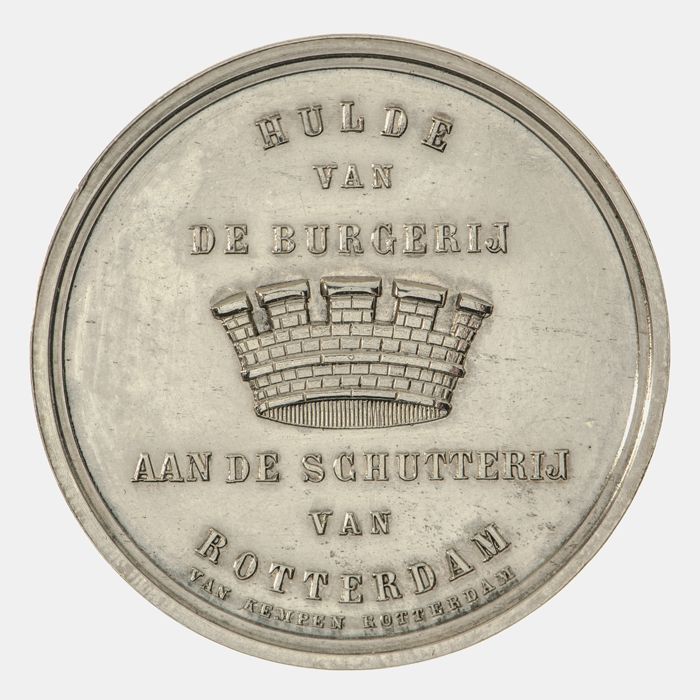 HULDE
VAN
DE BURGERIJ
AAN DE SCHUTTERIJ
VAN
ROTTERDAM
VAN KEMPEN ROTTERDAM